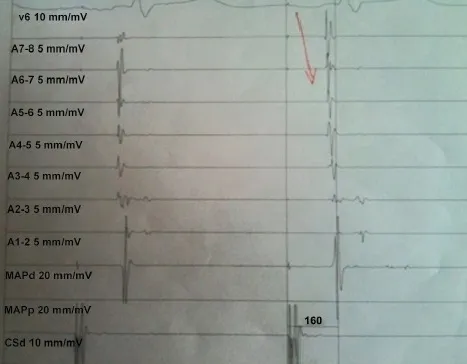 v6 10 mm/mV
A7-8 5 mm/mV
A6-7 5 mm/mV
A5-6 5 mm/mV
A4-5 5 mm/mV
A3-4 5 mm/mV
A2-3 5 mm/mV
A1-2 5 mm/mV
MAPd 20 mm/mV
MAPp 20 mm/mV
160
CSd 10 mm/mV